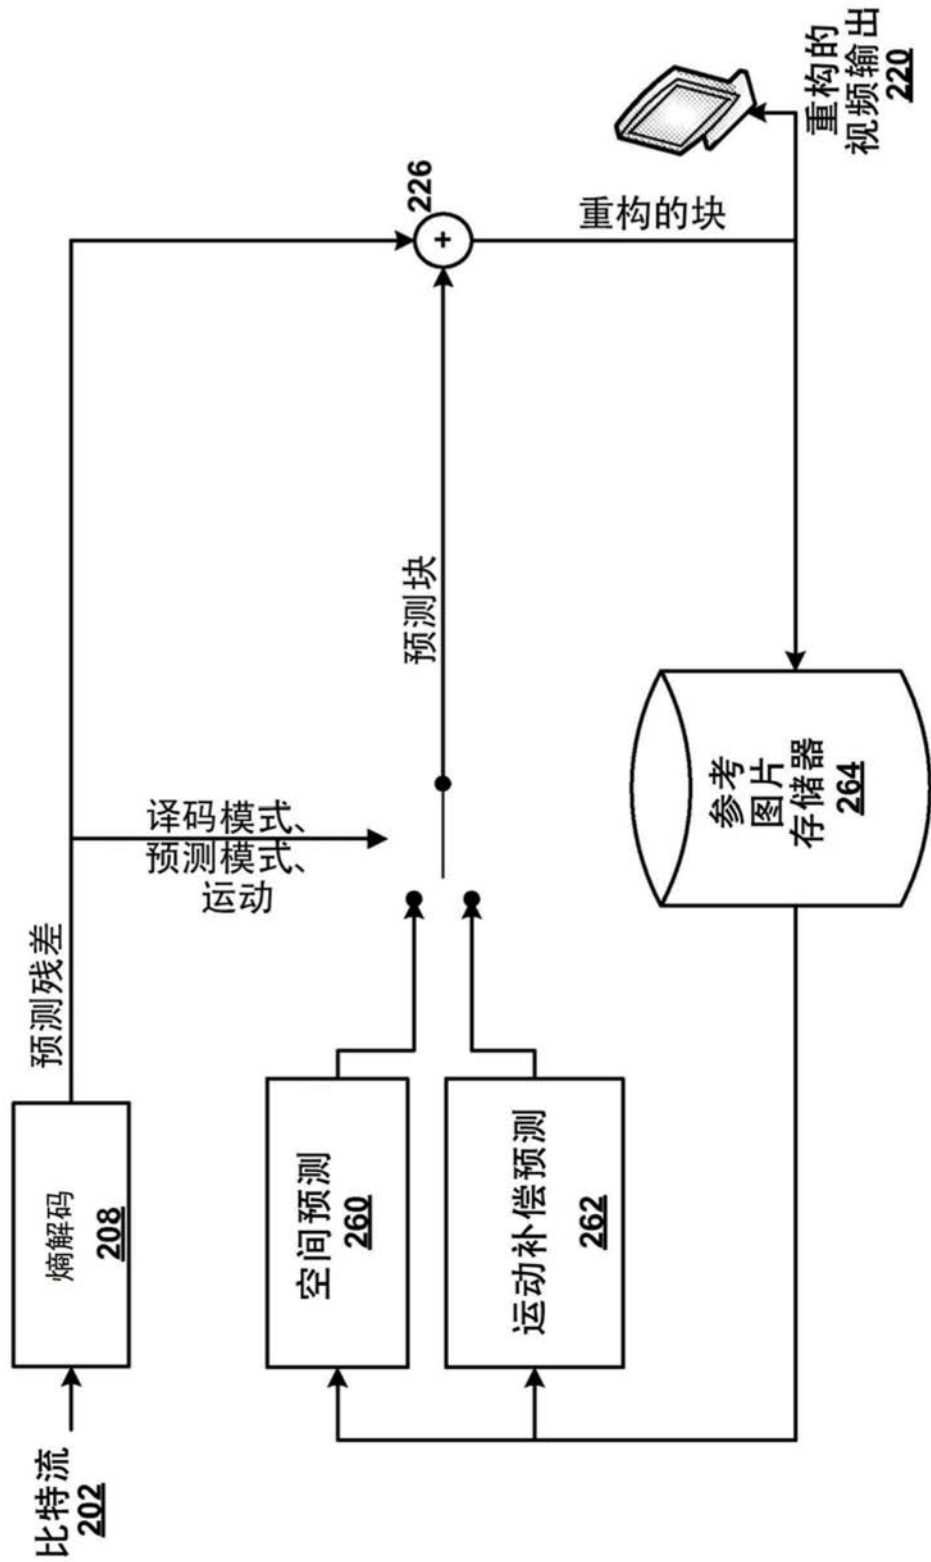 比特流
202
熵解码
208
预测残差
译码模式、
预测模式、
运动
空间预测
260
运动补偿预测
262
预测块
+
226
重构的块
参考
图片
存储器
264
重构的
视频输出
220